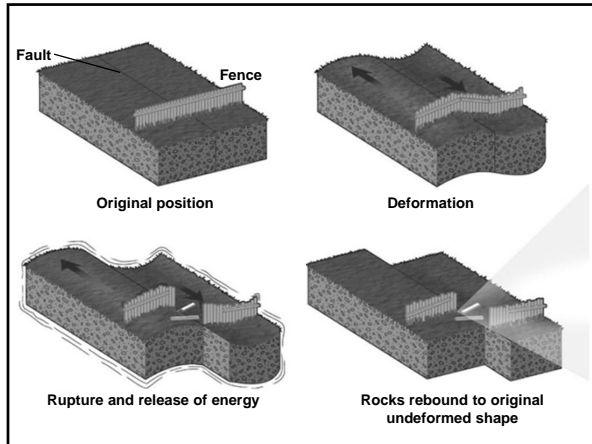 Fault
Fence
Original position
Deformation
Rupture and release of energy
Rocks rebound to original
undeformed shape